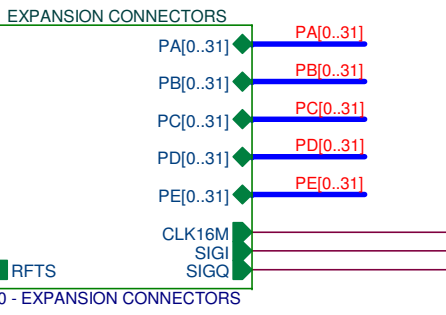 EXPANSION CONNECTORS
PA[0..31] PA[0..31]
PB[0..31] PB[0..31]
PC[0..31] PC[0..31]
PD[0..31] PD[0..31]
PE[0..31] PE[0..31]
CLK16M
SIGI
RFTS SIGQ
0 - EXPANSION CONNECTORS